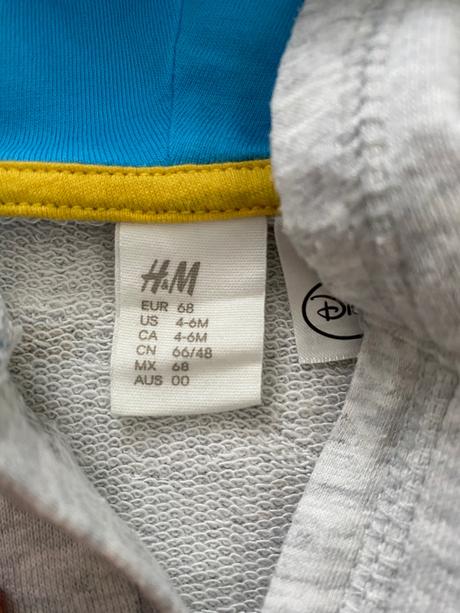 H&M
EUR 68
US 4-6M
CA 4-6M
CN 66/48
MX 68
AUS 00